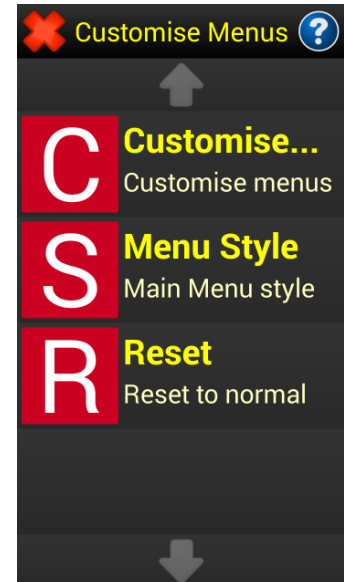 Customise Menus ?
C
Customise...
Customise menus
S
Menu Style
Main Menu style
R
Reset
Reset to normal